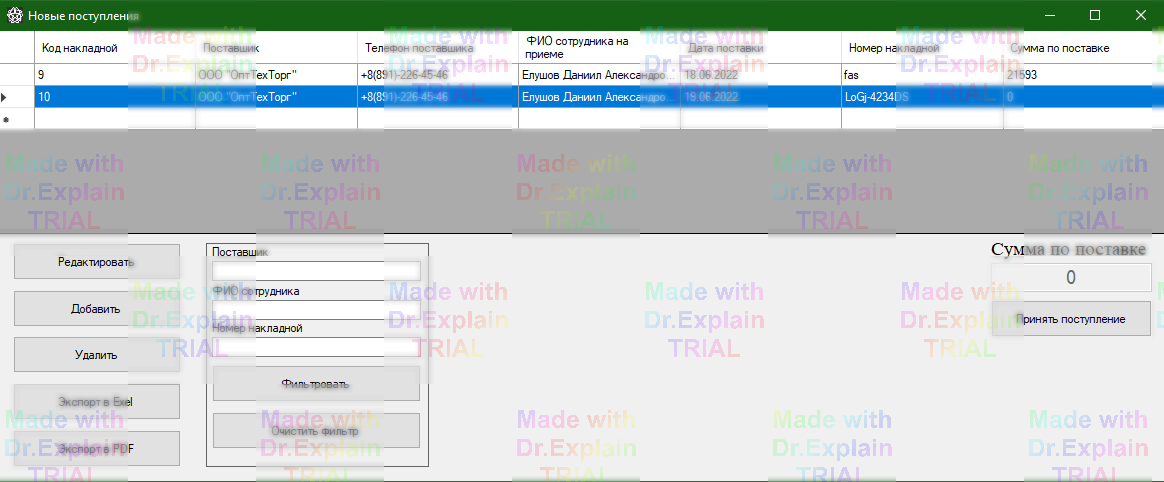 Новые поступления
Код накладной Поставщик Телефон поставщика ФИО сотрудника на приеме Дата поставки Номер накладной Сумма по поставке
9 ООО "ОптТехТорг" +8(891)-226-45-46 Елушов Даниил Александро... 18.06.2022 fas 21593
10 ООО "ОптТехТорг" +8(891)-226-45-46 Елушов Даниил Александро... 19.06.2022 LoGj-4234DS 0
Made with Dr.Explain TRIAL
Редактировать
Добавить
Удалить
Экспорт в Exel
Экспорт в PDF
Поставщик
ФИО сотрудника
Номер накладной
Фильтровать
Очистить фильтр
Сумма по поставке
0
Принять поступление